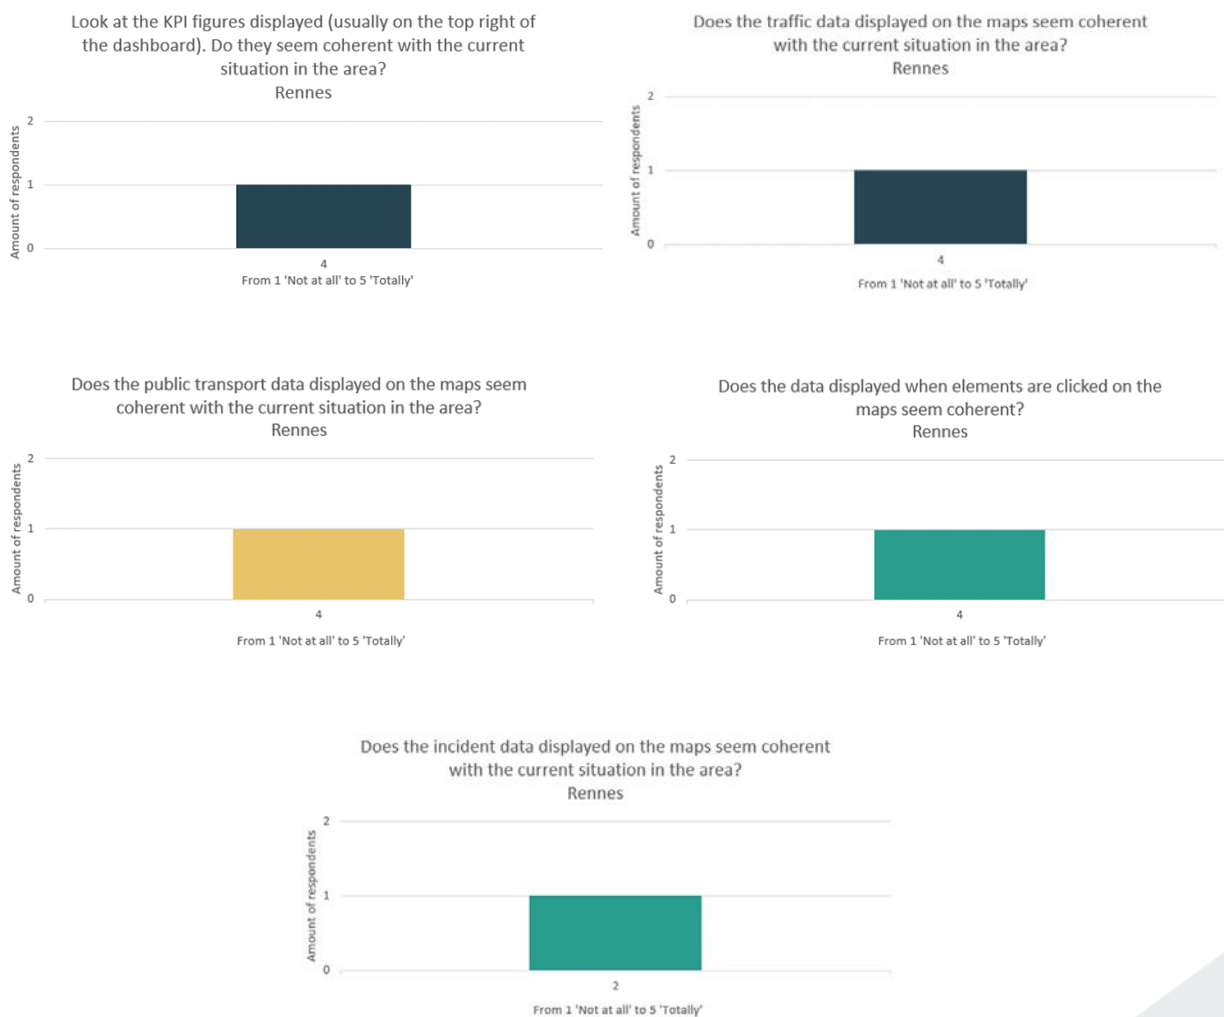 Look at the KPI figures displayed (usually on the top right of
the dashboard). Do they seem coherent with the current
situation in the area?
Rennes
Amount of respondents
2
1
0
4
From 1 'Not at all' to 5 'Totally'
Does the traffic data displayed on the maps seem coherent
with the current situation in the area?
Rennes
Amount of respondents
2
1
0
4
From 1 'Not at all' to 5 'Totally'
Does the public transport data displayed on the maps seem
coherent with the current situation in the area?
Rennes
Amount of respondents
2
1
0
4
From 1 'Not at all' to 5 'Totally'
Does the data displayed when elements are clicked on the
maps seem coherent?
Rennes
Amount of respondents
2
1
0
4
From 1 'Not at all' to 5 'Totally'
Does the incident data displayed on the maps seem coherent
with the current situation in the area?
Rennes
Amount of respondents
2
1
0
2
From 1 'Not at all' to 5 'Totally'